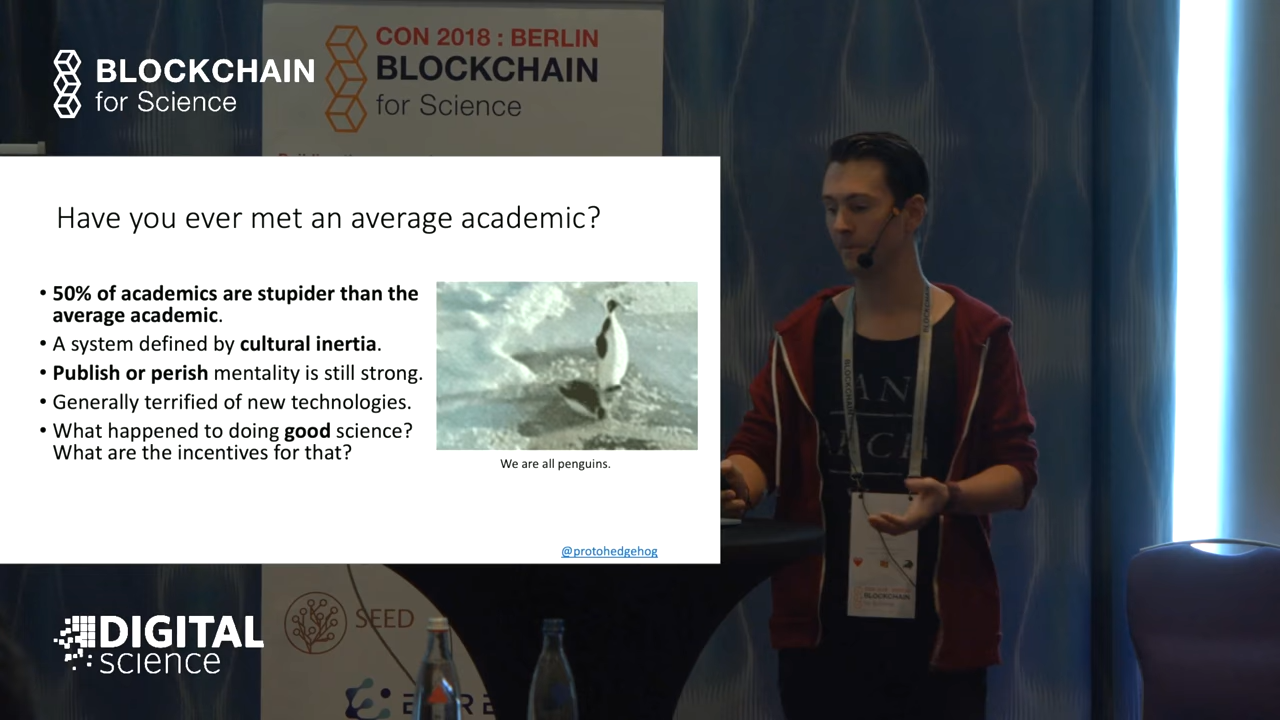 BLOCKCHAIN
for Science
CON 2018 : BERLIN
BLOCKCHAIN
for Science
Have you ever met an average academic?
• 50% of academics are stupider than the
average academic.
• A system defined by cultural inertia.
• Publish or perish mentality is still strong.
• Generally terrified of new technologies.
• What happened to doing good science?
What are the incentives for that?
We are all penguins.
@protohedgehog
DIGITAL
science
SEED
BLOCKCHAIN
for Science